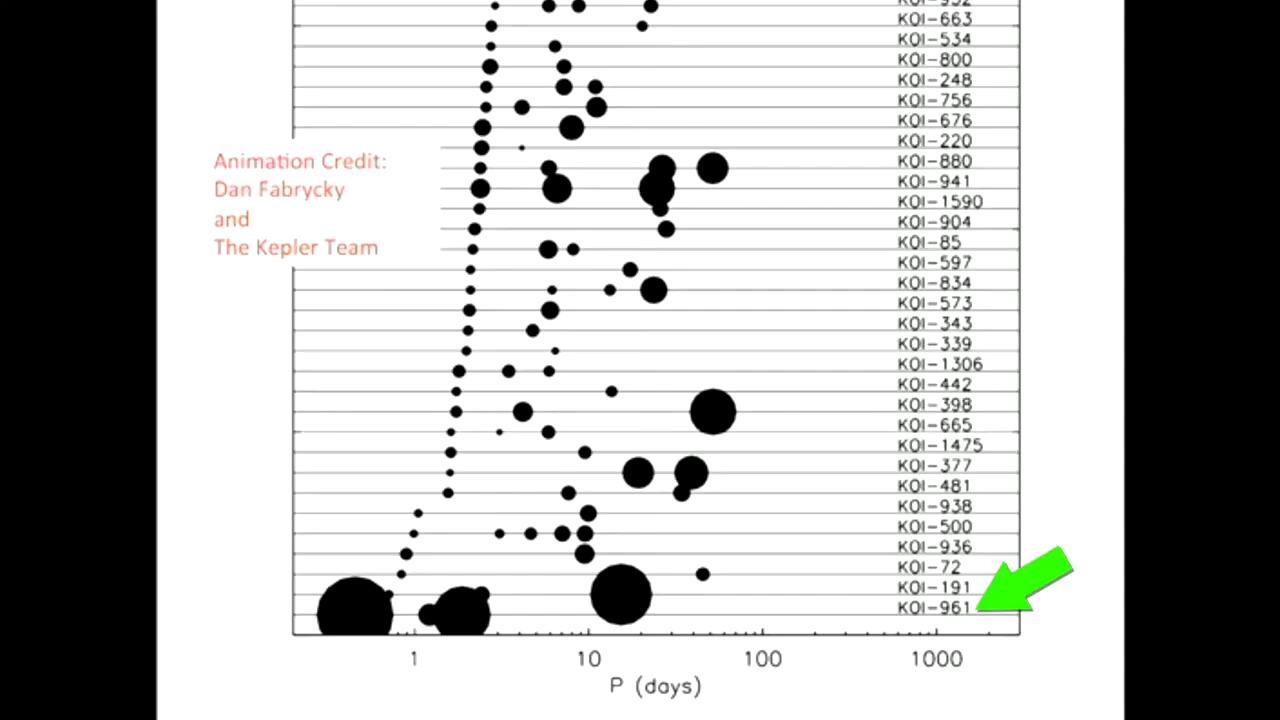 KOI-663
KOI-534
KOI-800
KOI-248
KOI-756
KOI-676
KOI-220
KOI-880
KOI-941
KOI-1590
KOI-904
KOI-85
KOI-597
KOI-834
KOI-573
KOI-343
KOI-339
KOI-1306
KOI-442
KOI-398
KOI-665
KOI-1475
KOI-377
KOI-481
KOI-938
KOI-500
KOI-936
KOI-72
KOI-191
KOI-961
Animation Credit:
Dan Fabrycky
and
The Kepler Team
1 10 100 1000
P (days)